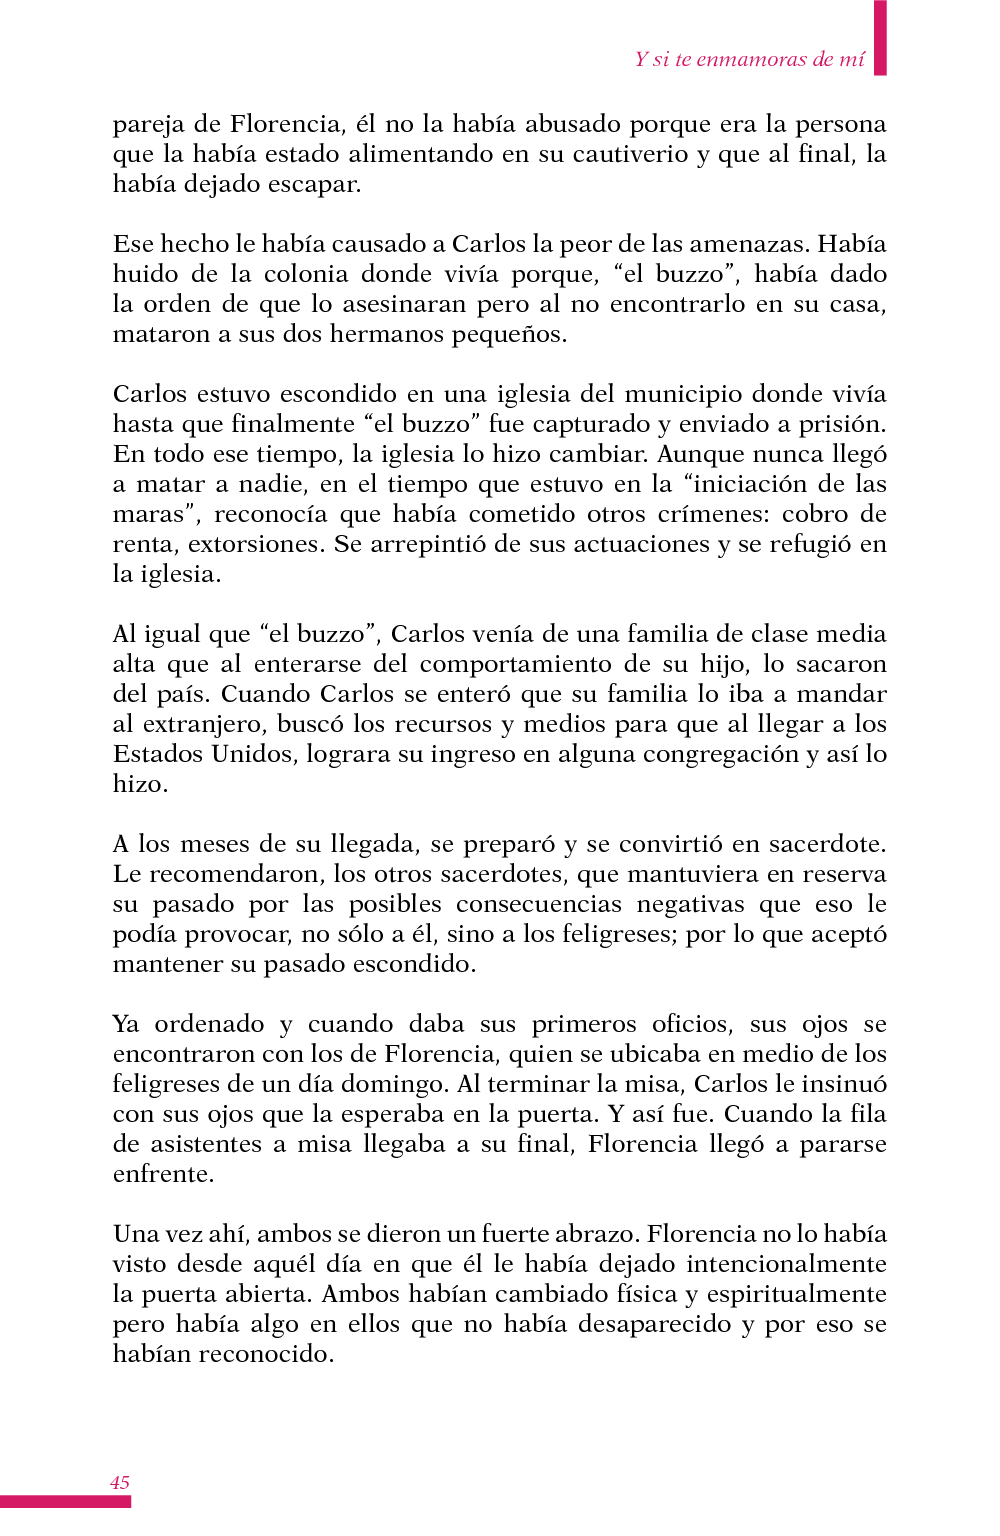 Y si te enmamoras de mí
pareja de Florencia, él no la había abusado porque era la persona
que la había estado alimentando en su cautiverio y que al final, la
había dejado escapar.
Ese hecho le había causado a Carlos la peor de las amenazas. Había
huido de la colonia donde vivía porque, “el buzzo”, había dado
la orden de que lo asesinaran pero al no encontrarlo en su casa,
mataron a sus dos hermanos pequeños.
Carlos estuvo escondido en una iglesia del municipio donde vivía
hasta que finalmente “el buzzo” fue capturado y enviado a prisión.
En todo ese tiempo, la iglesia lo hizo cambiar. Aunque nunca llegó
a matar a nadie, en el tiempo que estuvo en la “iniciación de las
maras”, reconocía que había cometido otros crímenes: cobro de
renta, extorsiones. Se arrepintió de sus actuaciones y se refugió en
la iglesia.
Al igual que “el buzzo”, Carlos venía de una familia de clase media
alta que al enterarse del comportamiento de su hijo, lo sacaron
del país. Cuando Carlos se enteró que su familia lo iba a mandar
al extranjero, buscó los recursos y medios para que al llegar a los
Estados Unidos, lograra su ingreso en alguna congregación y así lo
hizo.
A los meses de su llegada, se preparó y se convirtió en sacerdote.
Le recomendaron, los otros sacerdotes, que mantuviera en reserva
su pasado por las posibles consecuencias negativas que eso le
podía provocar, no sólo a él, sino a los feligreses; por lo que aceptó
mantener su pasado escondido.
Ya ordenado y cuando daba sus primeros oficios, sus ojos se
encontraron con los de Florencia, quien se ubicaba en medio de los
feligreses de un día domingo. Al terminar la misa, Carlos le insinuó
con sus ojos que la esperaba en la puerta. Y así fue. Cuando la fila
de asistentes a misa llegaba a su final, Florencia llegó a pararse
enfrente.
Una vez ahí, ambos se dieron un fuerte abrazo. Florencia no lo había
visto desde aquél día en que él le había dejado intencionalmente
la puerta abierta. Ambos habían cambiado física y espiritualmente
pero había algo en ellos que no había desaparecido y por eso se
habían reconocido.
45